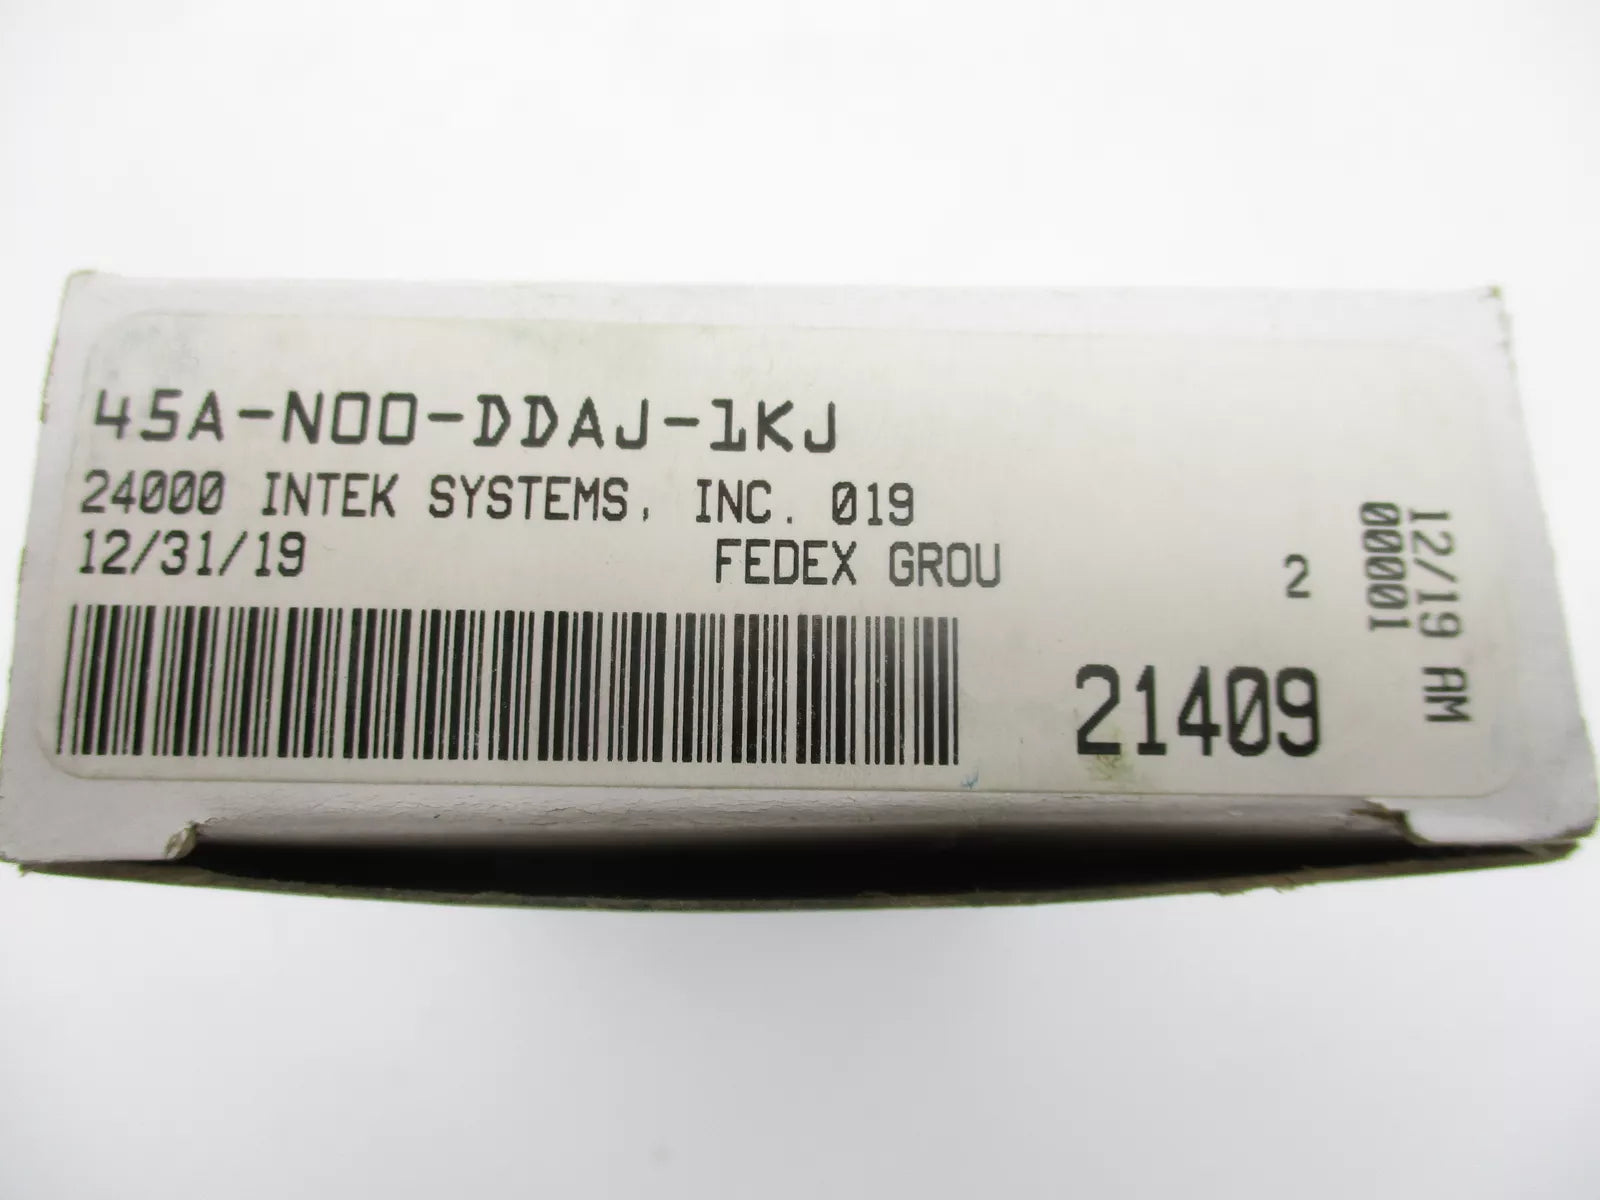 45A-N00-DDAJ-1KJ
24000 INTEK SYSTEMS, INC. 019
12/31/19 FEDEX GROU 2
21409
12/19 AM
000001